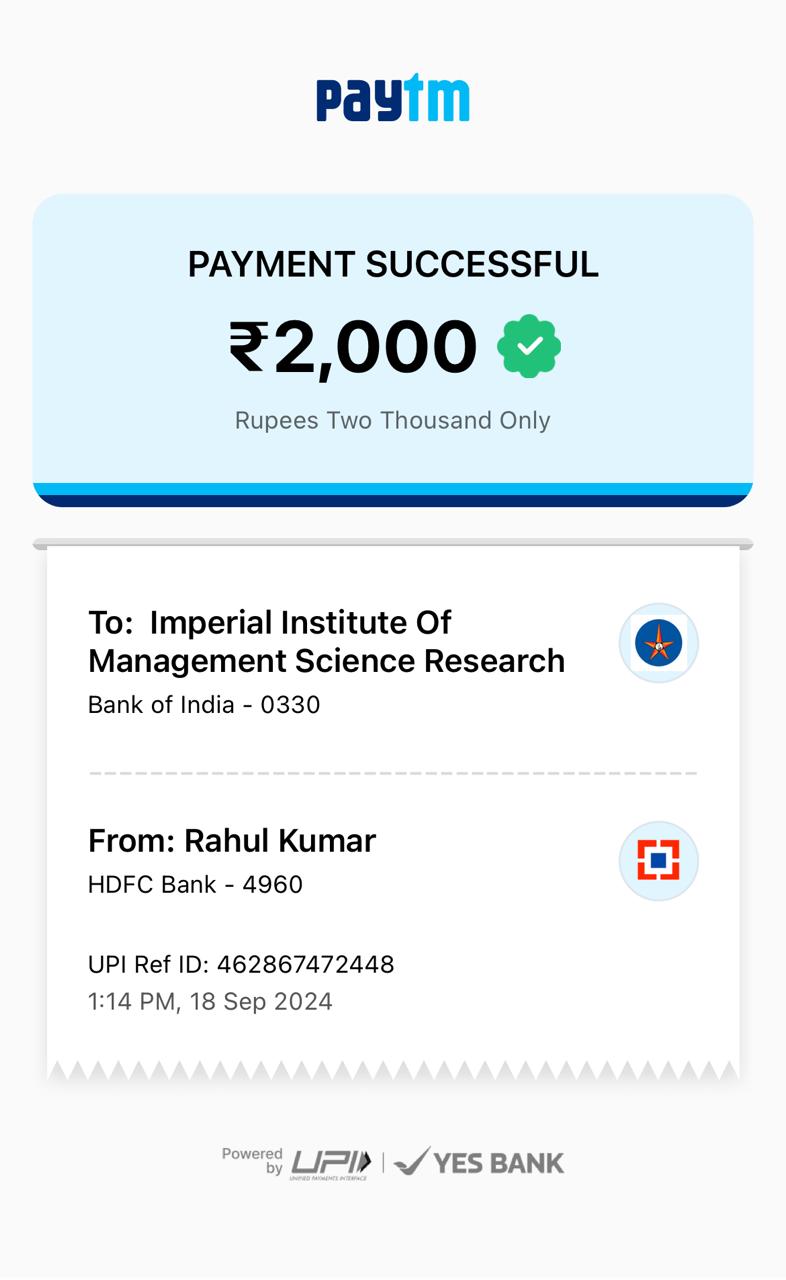 paytm
PAYMENT SUCCESSFUL
₹2,000
Rupees Two Thousand Only
To: Imperial Institute Of
Management Science Research
Bank of India - 0330
From: Rahul Kumar
HDFC Bank - 4960
UPI Ref ID: 462867472448
1:14 PM, 18 Sep 2024
Powered
by
UPI
UNIFIED PAYMENTS INTERFACE
YES BANK